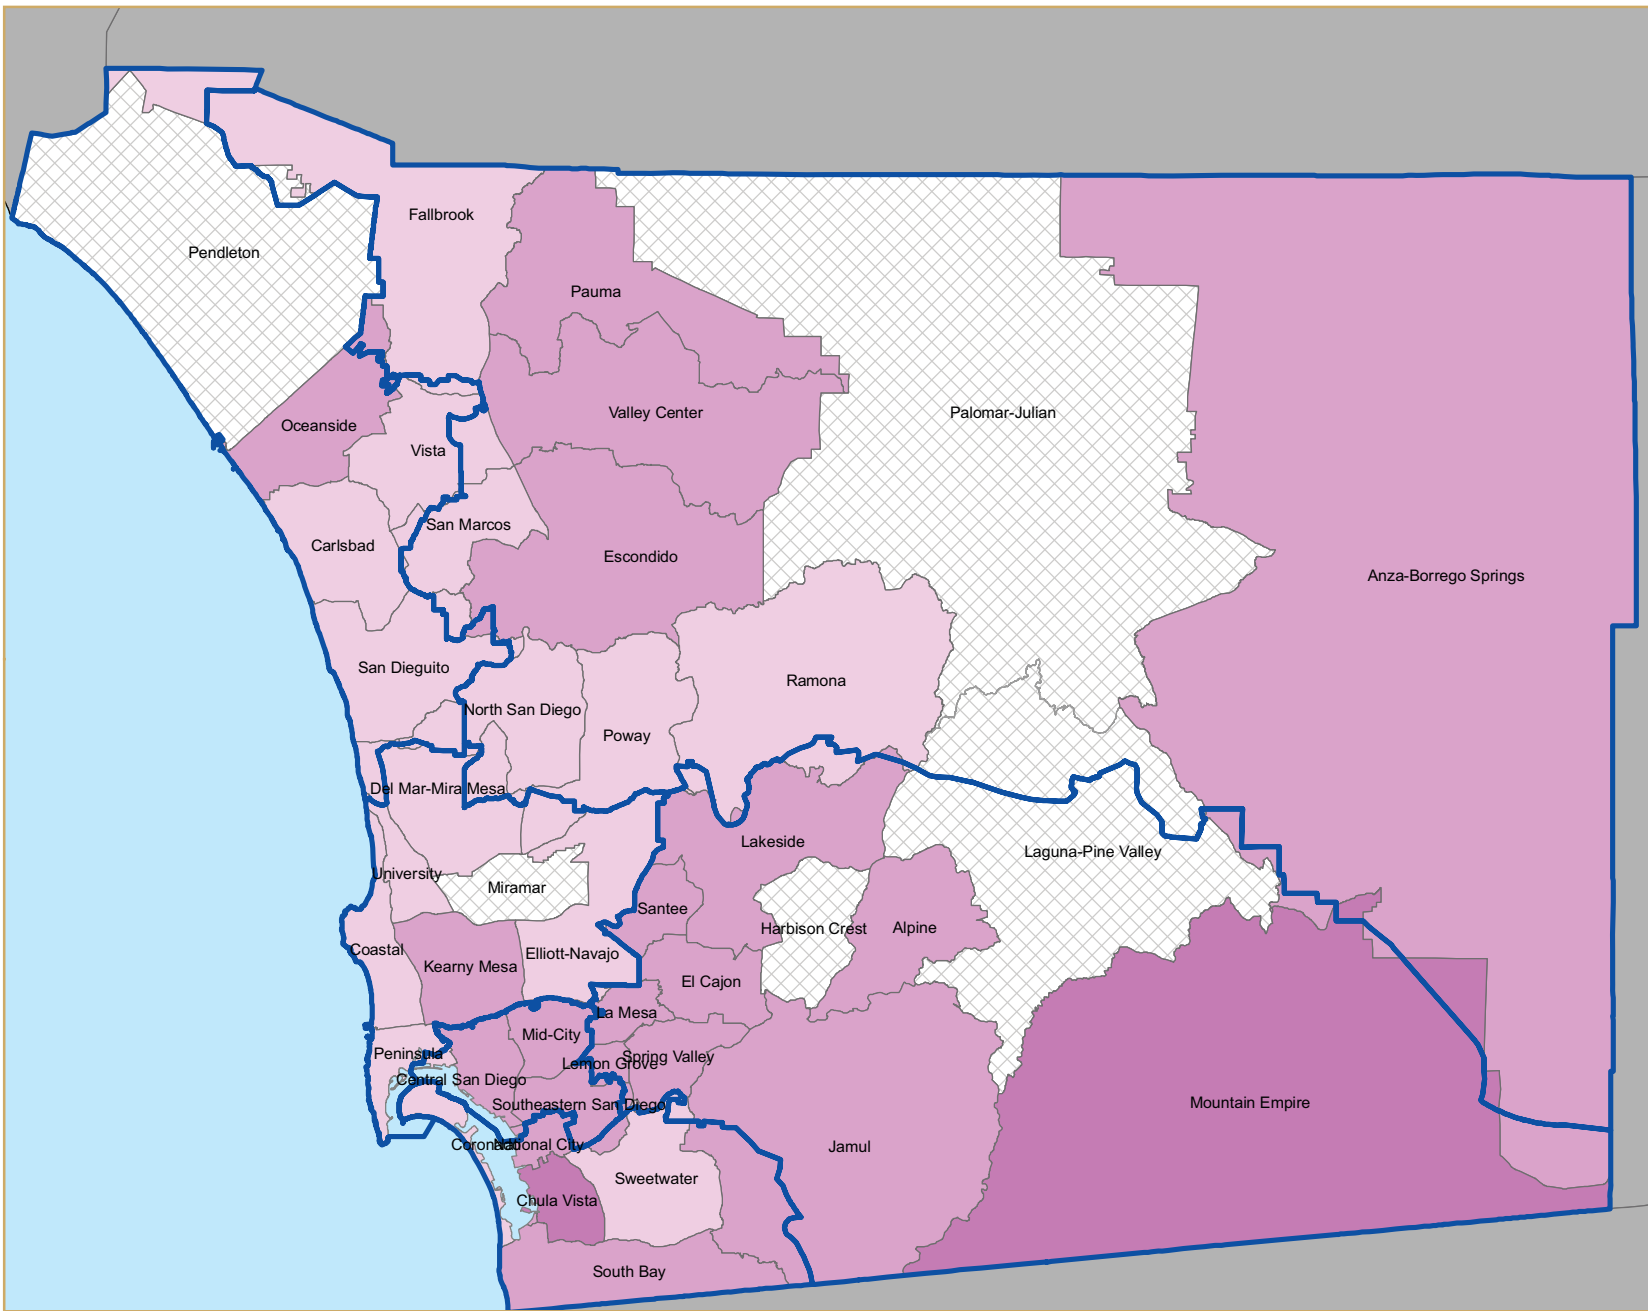 Fallbrook
Pendleton
Pauma
Oceanside
Valley Center
Palomar-Julian
Vista
San Marcos
Carlsbad
Escondido
Anza-Borrego Springs
San Dieguito
Ramona
North San Diego
Poway
Del Mar-Mira Mesa
Lakeside
Laguna-Pine Valley
University
Miramar
Santee
Harbison Crest
Alpine
Coastal
Elliott-Navajo
Kearny Mesa
El Cajon
La Mesa
Mid-City
Peninsula
Lemon Grove
Spring Valley
Central San Diego
Southeastern San Diego
Mountain Empire
Coronado
National City
Jamul
Sweetwater
Chula Vista
South Bay